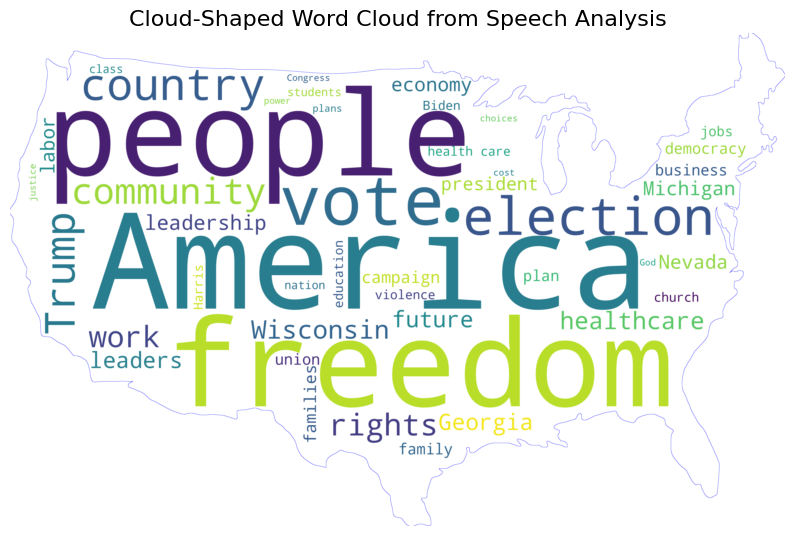 Cloud-Shaped Word Cloud from Speech Analysis
class
country
Congress
students
power
plans
economy
Biden
choices
people
labor
justice
health care
cost
jobs
democracy
business
Michigan
community
vote
president
election
leadership
Trump
America
Harris
nation
education
campaign
violence
plan
God
Nevada
church
work
leaders
Wisconsin
future
healthcare
freedom
union
families
rights
Georgia
family